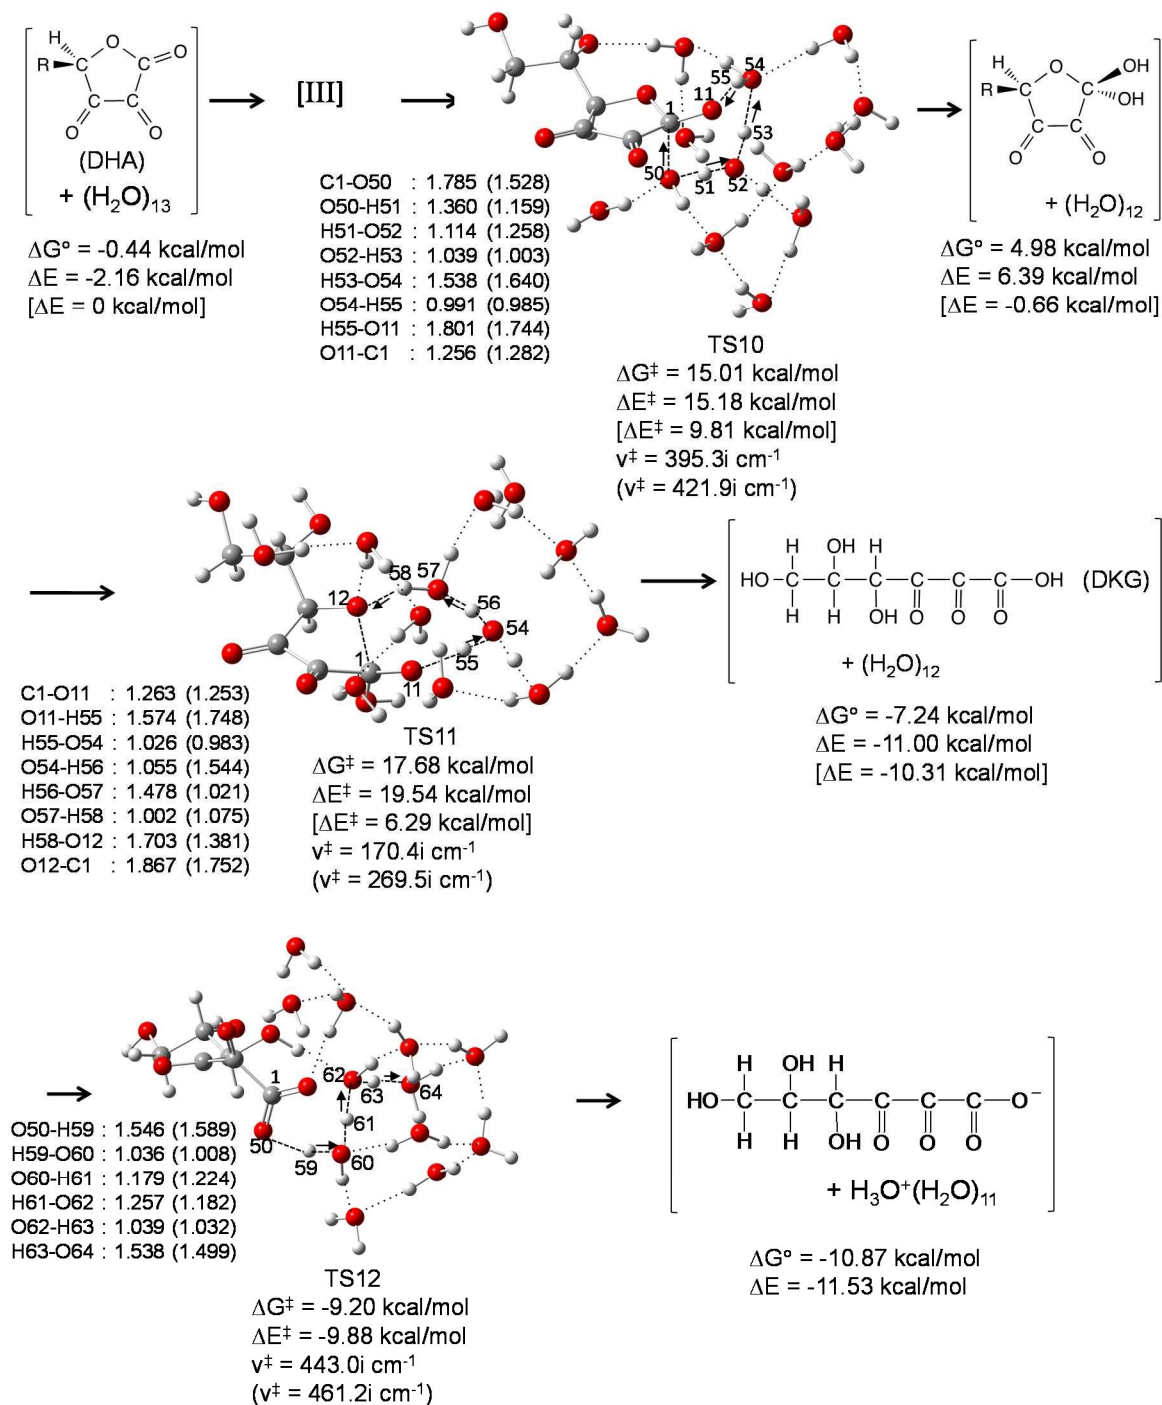 H
O
O
R
O
O
(DHA)
+ (H₂O)₁₃
ΔG° = -0.44 kcal/mol
ΔE = -2.16 kcal/mol
[ΔE = 0 kcal/mol]
[III]
C1-O50 : 1.785 (1.528)
O50-H51 : 1.360 (1.159)
H51-O52 : 1.114 (1.258)
O52-H53 : 1.039 (1.003)
H53-O54 : 1.538 (1.640)
O54-H55 : 0.991 (0.985)
H55-O11 : 1.801 (1.744)
O11-C1 : 1.256 (1.282)
54
55
11
1
53
50
51
52
TS10
ΔG‡ = 15.01 kcal/mol
ΔE‡ = 15.18 kcal/mol
[ΔE‡ = 9.81 kcal/mol]
ν‡ = 395.3i cm⁻¹
(ν‡ = 421.9i cm⁻¹)
H
O
OH
R
OH
O
O
+ (H₂O)₁₂
ΔG° = 4.98 kcal/mol
ΔE = 6.39 kcal/mol
[ΔE = -0.66 kcal/mol]
C1-O11 : 1.263 (1.253)
O11-H55 : 1.574 (1.748)
H55-O54 : 1.026 (0.983)
O54-H56 : 1.055 (1.544)
H56-O57 : 1.478 (1.021)
O57-H58 : 1.002 (1.075)
H58-O12 : 1.703 (1.381)
O12-C1 : 1.867 (1.752)
57
58
12
56
54
1
55
11
TS11
ΔG‡ = 17.68 kcal/mol
ΔE‡ = 19.54 kcal/mol
[ΔE‡ = 6.29 kcal/mol]
ν‡ = 170.4i cm⁻¹
(ν‡ = 269.5i cm⁻¹)
H OH H
HO C C C C C C OH (DKG)
H H OH O O O
+ (H₂O)₁₂
ΔG° = -7.24 kcal/mol
ΔE = -11.00 kcal/mol
[ΔE = -10.31 kcal/mol]
O50-H59 : 1.546 (1.589)
H59-O60 : 1.036 (1.008)
O60-H61 : 1.179 (1.224)
H61-O62 : 1.257 (1.182)
O62-H63 : 1.039 (1.032)
H63-O64 : 1.538 (1.499)
1
62
63
64
61
50
59
60
TS12
ΔG‡ = -9.20 kcal/mol
ΔE‡ = -9.88 kcal/mol
ν‡ = 443.0i cm⁻¹
(ν‡ = 461.2i cm⁻¹)
H OH H
HO C C C C C C O⁻
H H OH O O O
+ H₃O⁺(H₂O)₁₁
ΔG° = -10.87 kcal/mol
ΔE = -11.53 kcal/mol